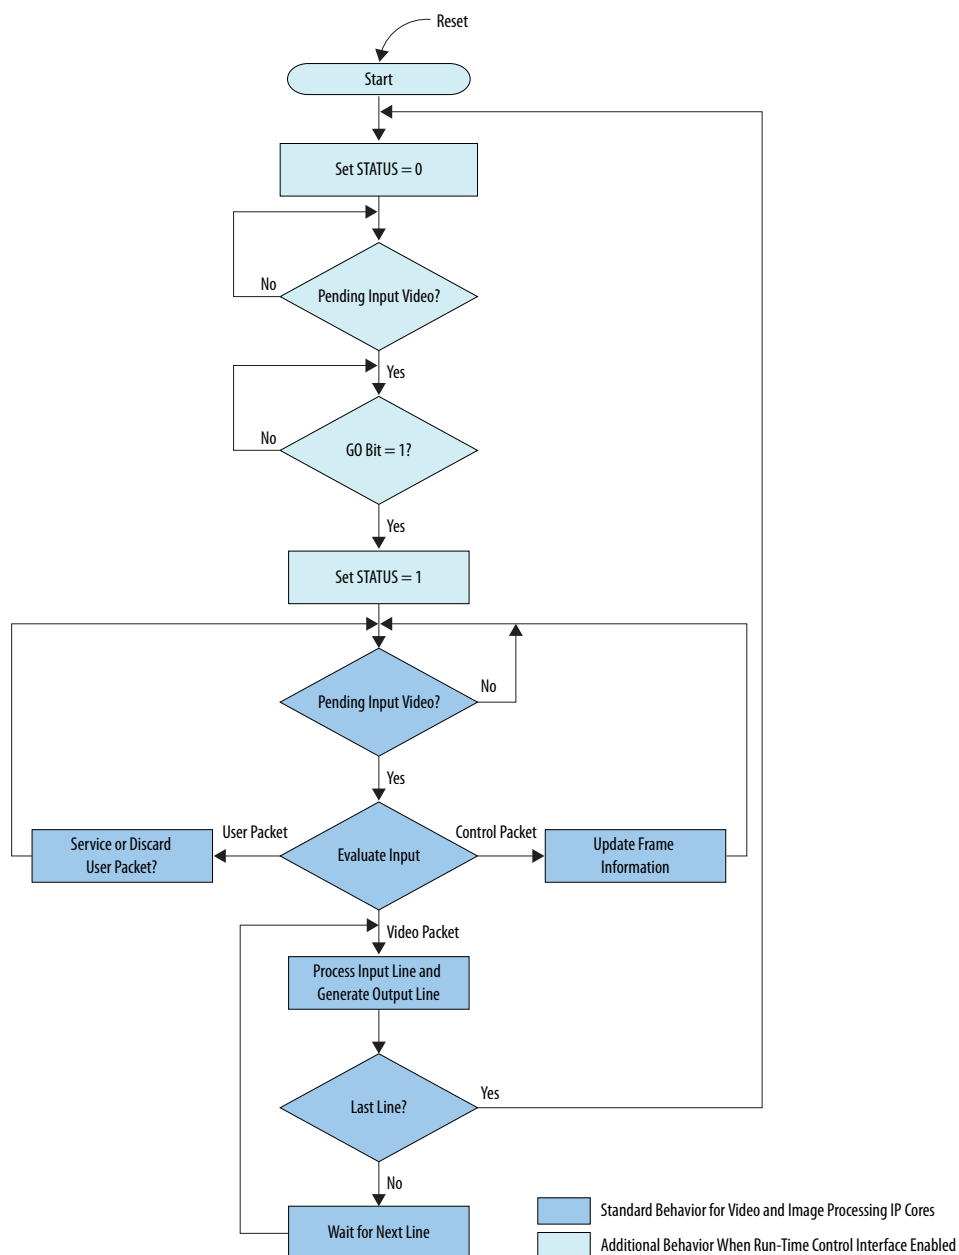 Reset
Start
Set STATUS = 0
No
Pending Input Video?
Yes
No
GO Bit = 1?
Yes
Set STATUS = 1
Pending Input Video?
No
Yes
User Packet
Control Packet
Service or Discard
User Packet?
Evaluate Input
Update Frame
Information
Video Packet
Process Input Line and
Generate Output Line
Last Line?
Yes
No
Wait for Next Line
Standard Behavior for Video and Image Processing IP Cores
Additional Behavior When Run-Time Control Interface Enabled